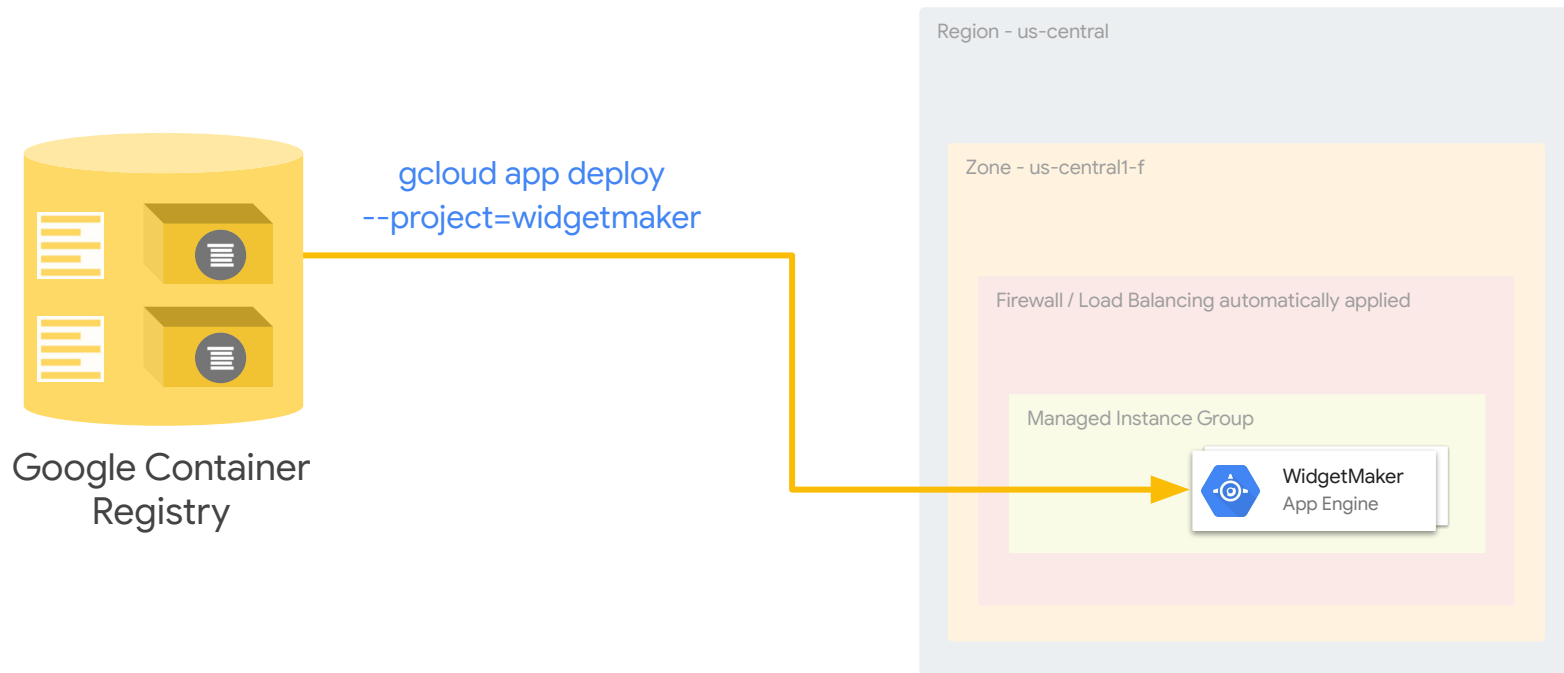 Region - us-central
Zone - us-central1-f
gcloud app deploy
--project=widgetmaker
Firewall / Load Balancing automatically applied
Managed Instance Group
Google Container
Registry
WidgetMaker
App Engine